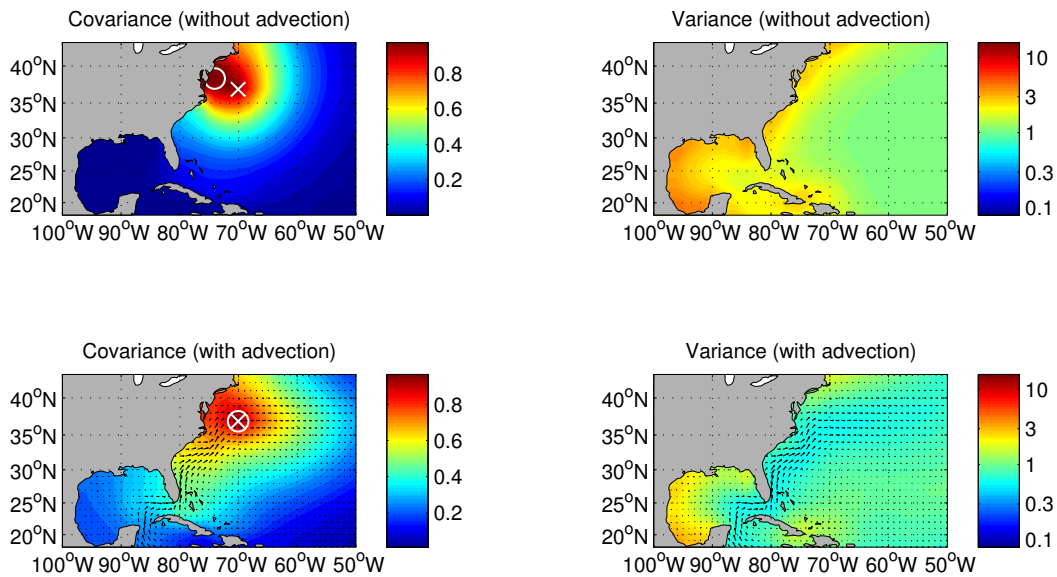 Covariance (without advection)
40°N
35°N
30°N
25°N
20°N
100°W 90°W 80°W 70°W 60°W 50°W
0.8
0.6
0.4
0.2
Variance (without advection)
40°N
35°N
30°N
25°N
20°N
100°W 90°W 80°W 70°W 60°W 50°W
10
3
1
0.3
0.1
Covariance (with advection)
40°N
35°N
30°N
25°N
20°N
100°W 90°W 80°W 70°W 60°W 50°W
0.8
0.6
0.4
0.2
Variance (with advection)
40°N
35°N
30°N
25°N
20°N
100°W 90°W 80°W 70°W 60°W 50°W
10
3
1
0.3
0.1